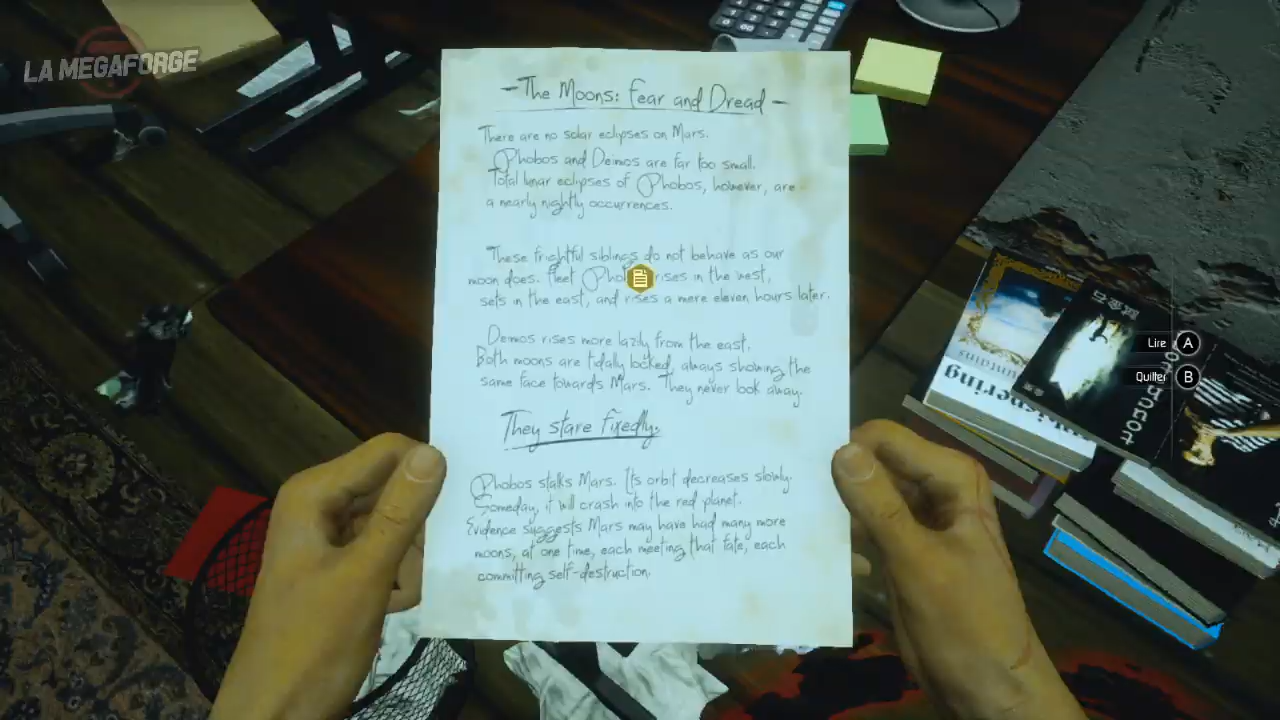 LA MEGAFORGE
- The Moons: Fear and Dread -
There are no solar eclipses on Mars.
Phobos and Deimos are far too small.
Total lunar eclipses of Phobos, however, are
a nearly nightly occurrences.
These frightful siblings do not behave as our
moon does. Fleet rises in the west,
sets in the east, and rises a mere eleven hours later.
Demos rises more lazily from the east.
Both moons are tidally locked, always showing the
same face towards Mars. They never look away.
They stare fixedly.
Phobos stalks Mars. Its orbit decreases slowly.
Someday, it will crash into the red planet.
Evidence suggests Mars may have had many more
moons, at one time, each meeting that fate, each
committing self-destruction.
Lire A
Quitter B